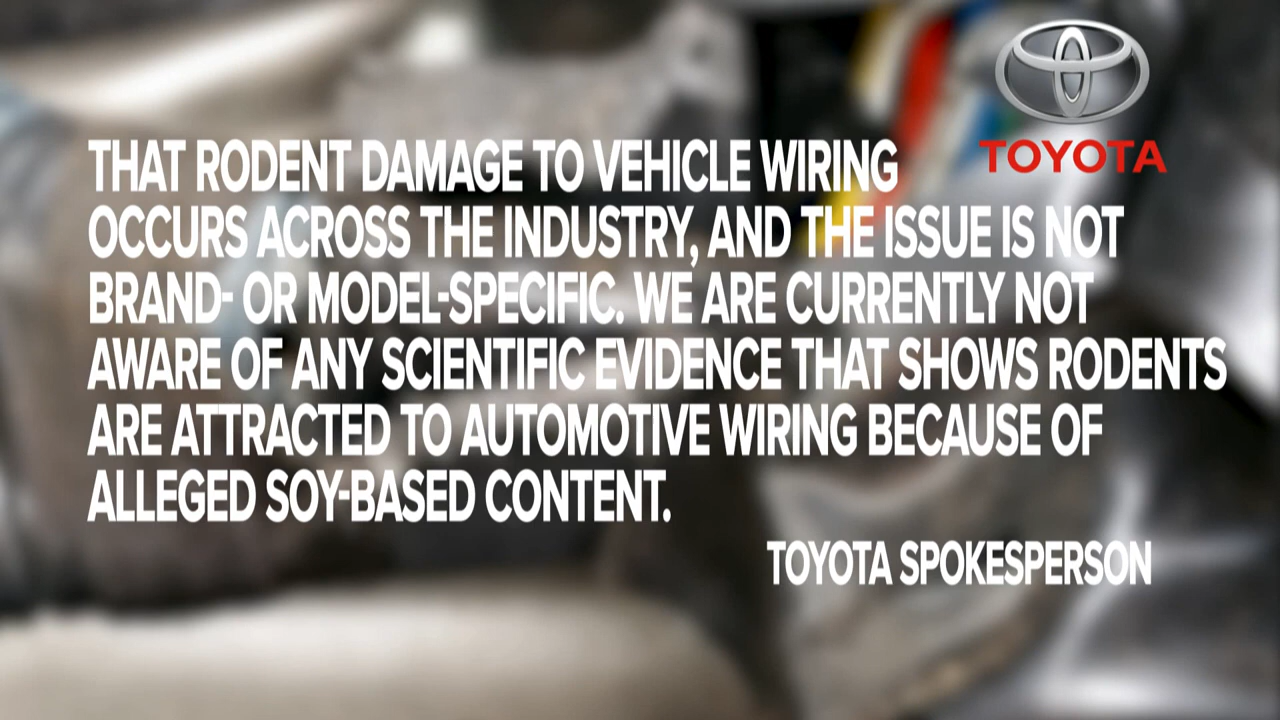 TOYOTA
THAT RODENT DAMAGE TO VEHICLE WIRING
OCCURS ACROSS THE INDUSTRY, AND THE ISSUE IS NOT
BRAND- OR MODEL-SPECIFIC. WE ARE CURRENTLY NOT
AWARE OF ANY SCIENTIFIC EVIDENCE THAT SHOWS RODENTS
ARE ATTRACTED TO AUTOMOTIVE WIRING BECAUSE OF
ALLEGED SOY-BASED CONTENT.
TOYOTA SPOKESPERSON